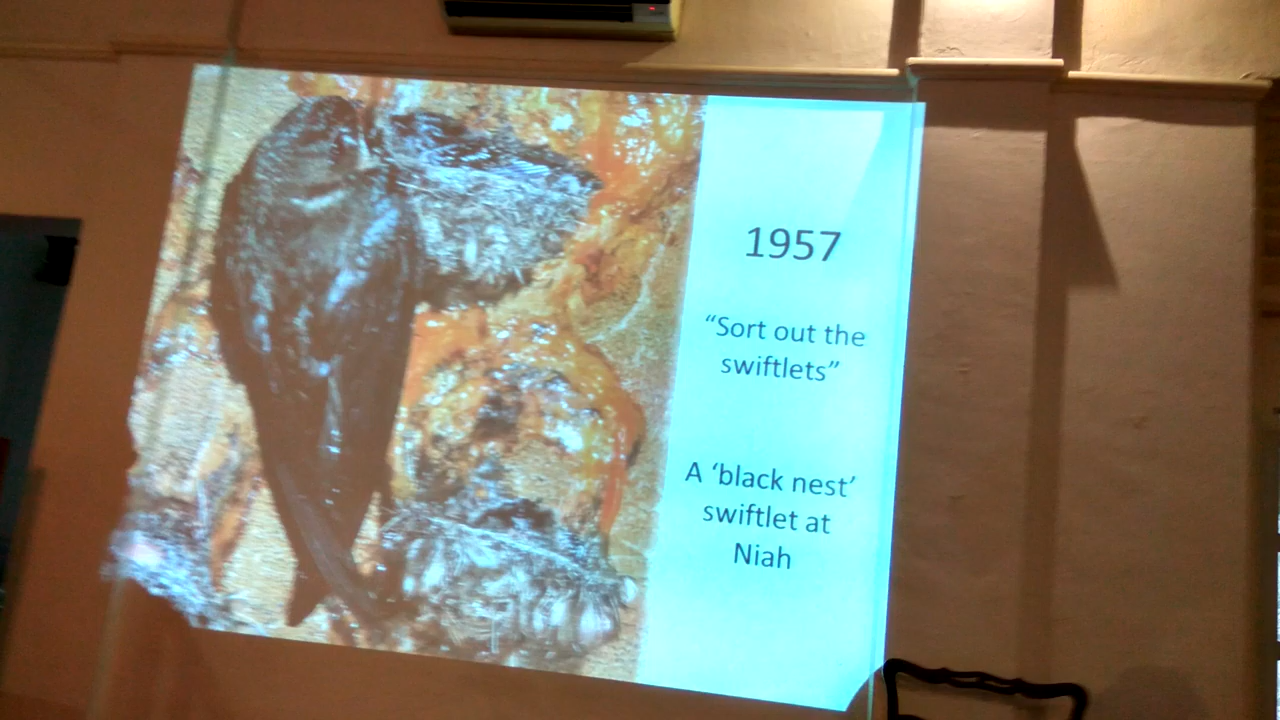 1957
“Sort out the
swiftlets”
A ‘black nest’
swiftlet at
Niah